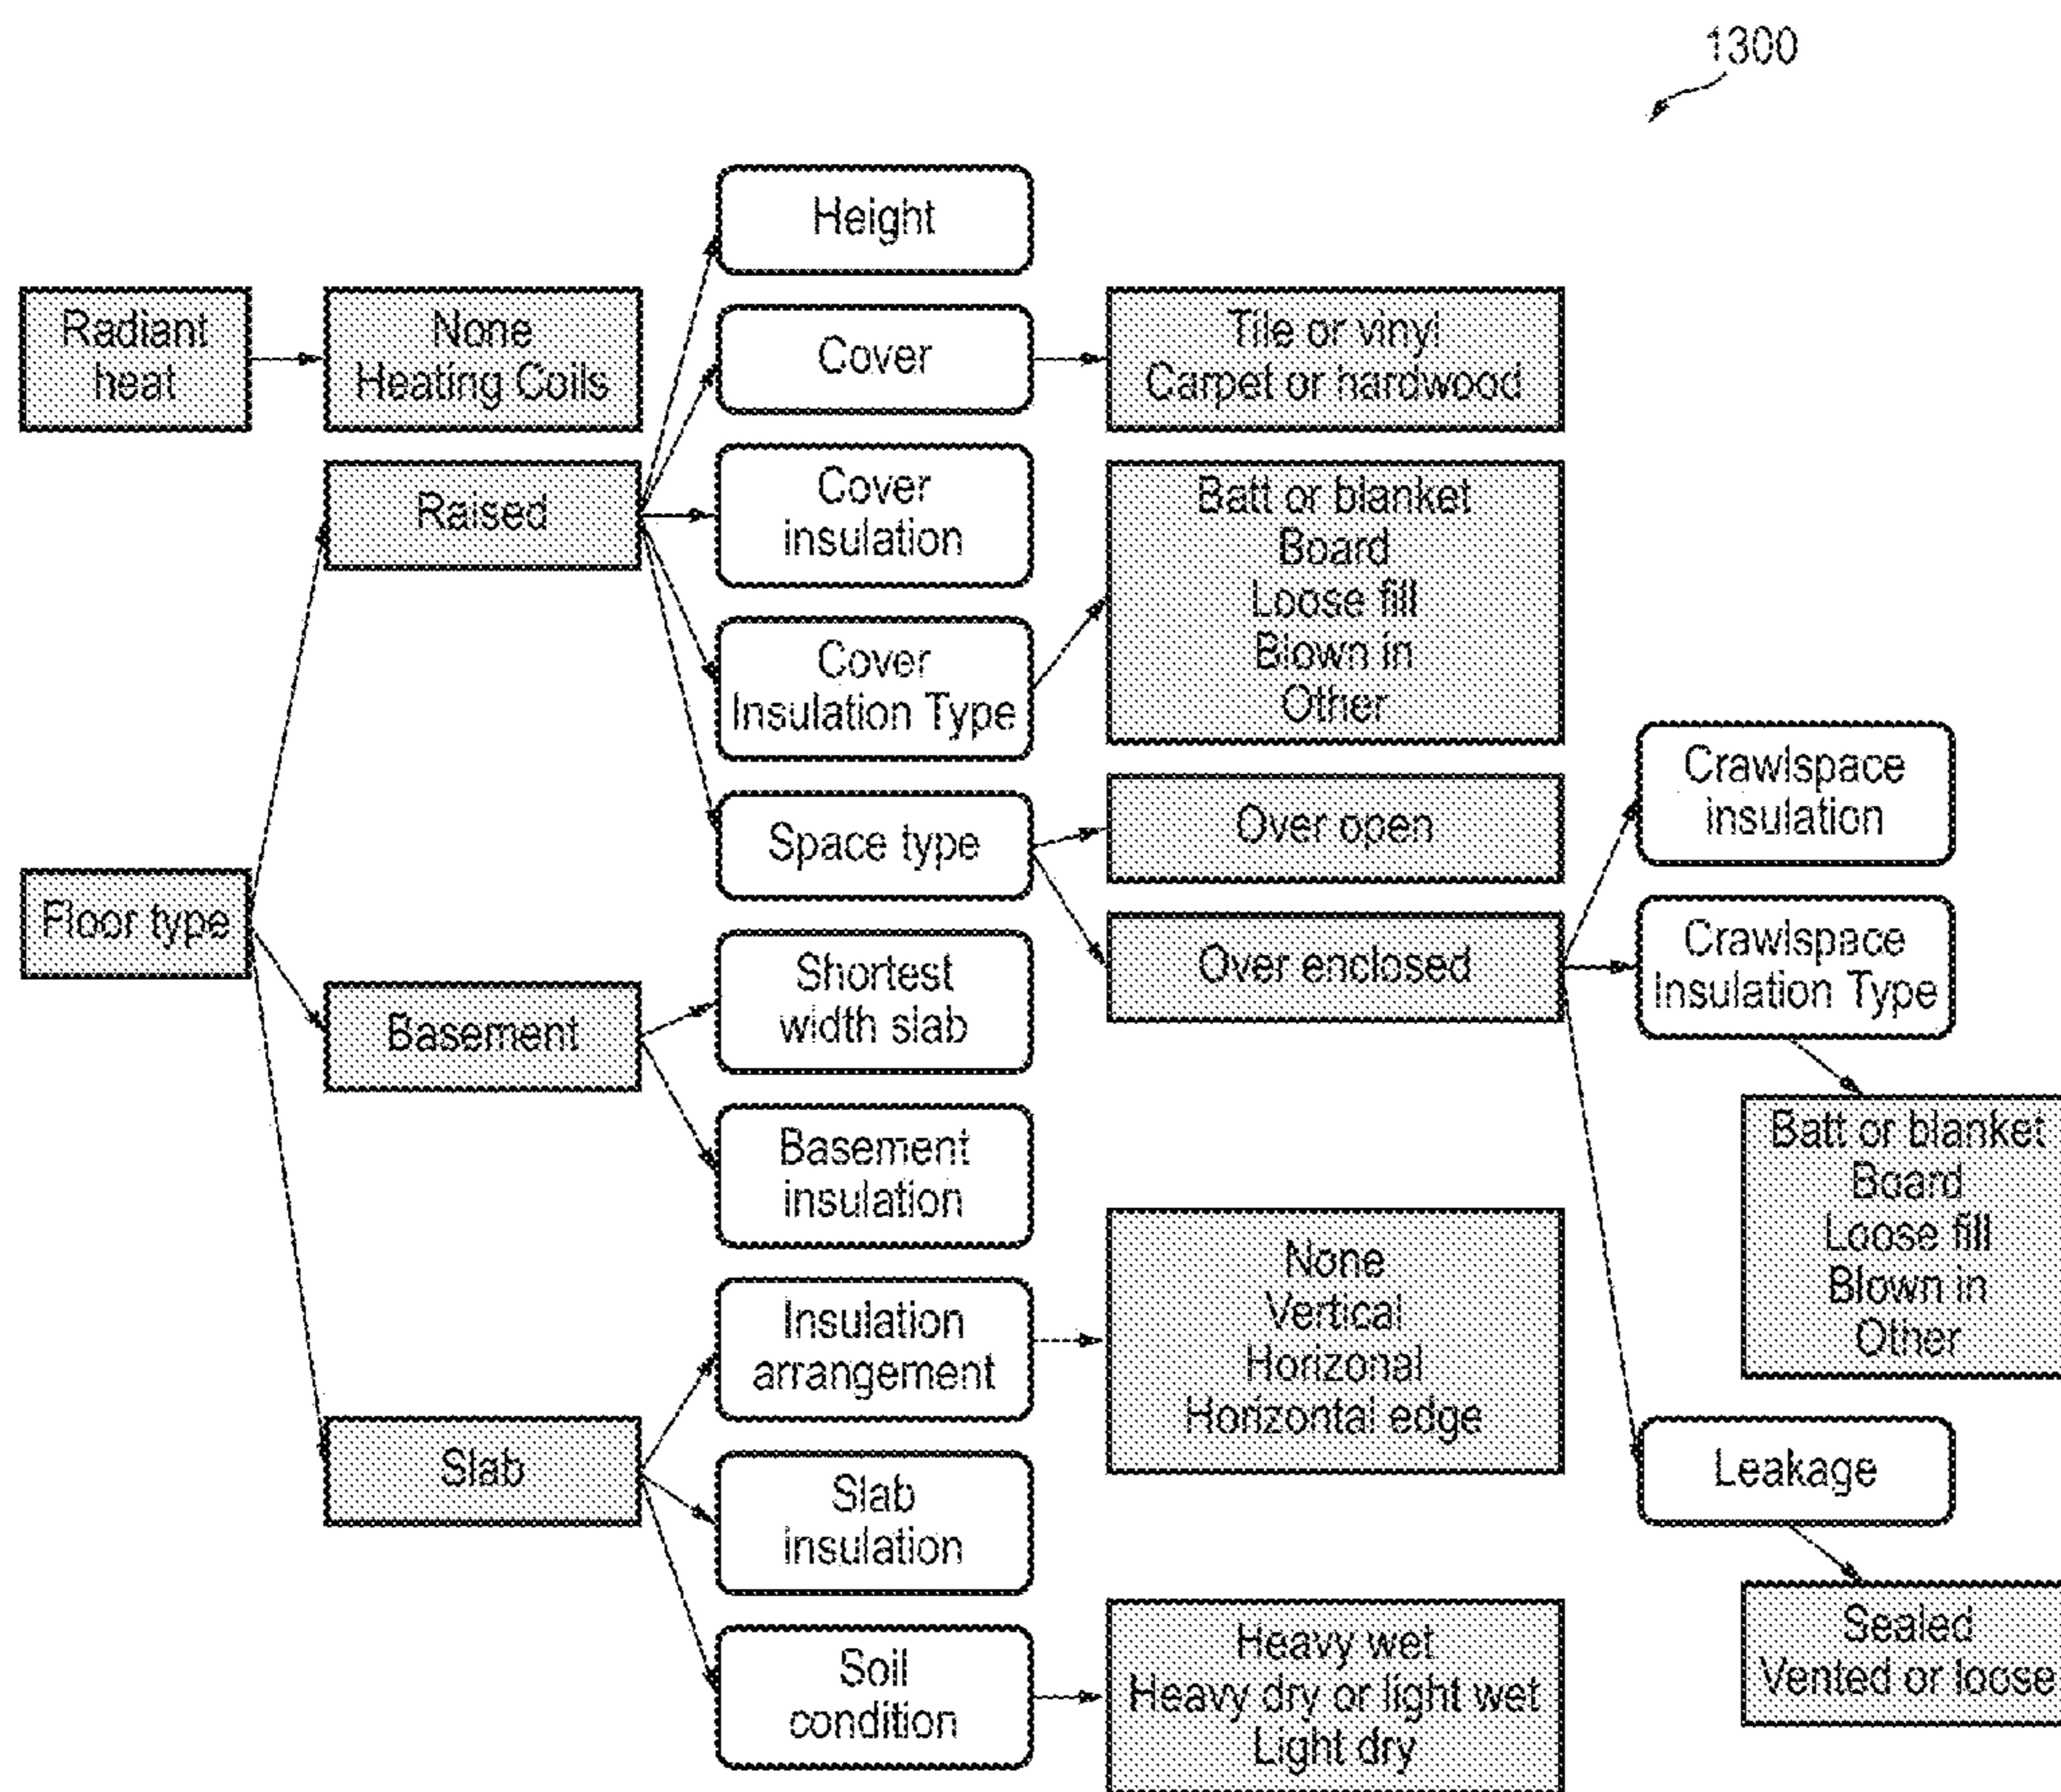 1300
Radiant
heat
None
Heating Coils
Raised
Height
Cover
Tile or vinyl
Carpet or hardwood
Cover
insulation
Cover
Insulation Type
Batt or blanket
Board
Loose fill
Blown in
Other
Space type
Over open
Over enclosed
Crawlspace
insulation
Crawlspace
Insulation Type
Batt or blanket
Board
Loose fill
Blown in
Other
Leakage
Sealed
Vented or loose
Floor type
Basement
Shortest
width slab
Basement
insulation
Slab
Insulation
arrangement
None
Vertical
Horizonal
Horizontal edge
Slab
insulation
Soil
condition
Heavy wet
Heavy dry or light wet
Light dry